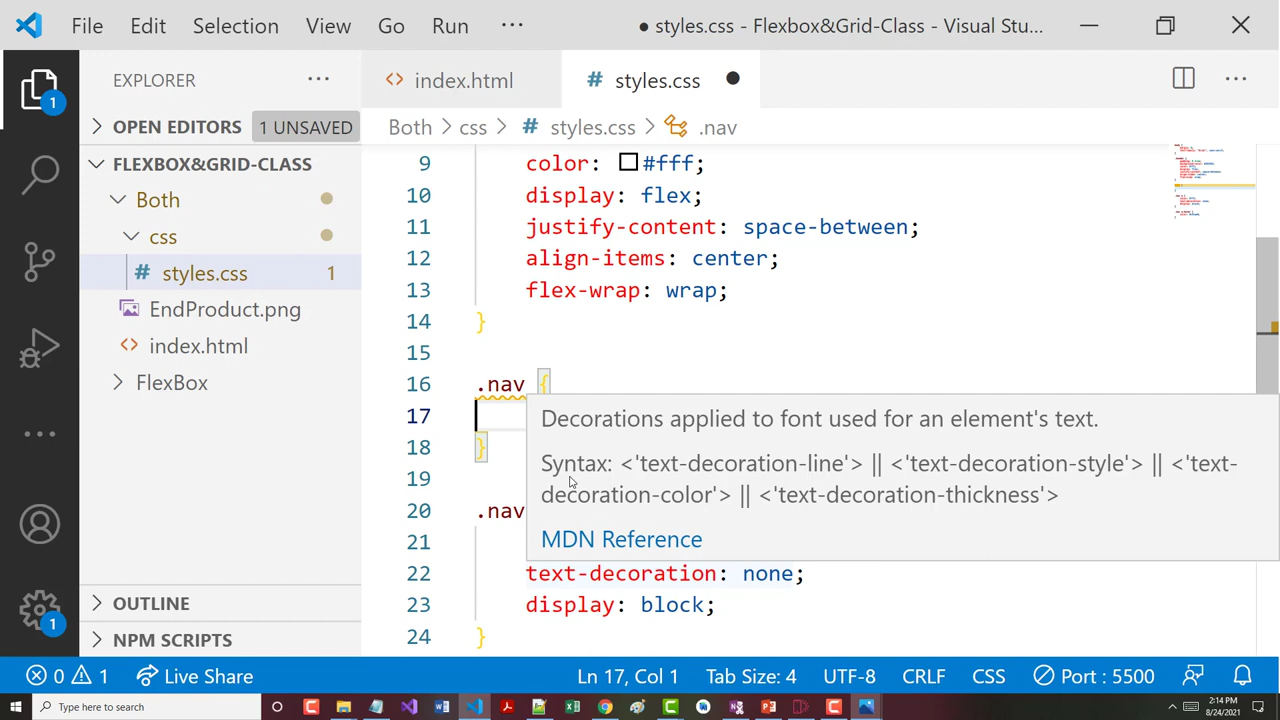 File Edit Selection View Go Run ··· ● styles.css - Flexbox&Grid-Class - Visual Stu...
EXPLORER ···
<> index.html # styles.css ●
OPEN EDITORS 1 UNSAVED
Both > css > # styles.css > .nav
FLEXBOX&GRID-CLASS
Both
css
# styles.css 1
EndProduct.png
<> index.html
FlexBox
OUTLINE
NPM SCRIPTS
1
1
9 color: #fff;
10 display: flex;
11 justify-content: space-between;
12 align-items: center;
13 flex-wrap: wrap;
14 }
15
16 .nav {
17
18 }
19
20 .nav
21
22 text-decoration: none;
23 display: block;
24 }
Decorations applied to font used for an element's text.
Syntax: <'text-decoration-line'> || <'text-decoration-style'> || <'text-
decoration-color'> || <'text-decoration-thickness'>
MDN Reference
0 1 Live Share Ln 17, Col 1 Tab Size: 4 UTF-8 CRLF CSS Port : 5500
Type here to search
2:14 PM
8/24/2021